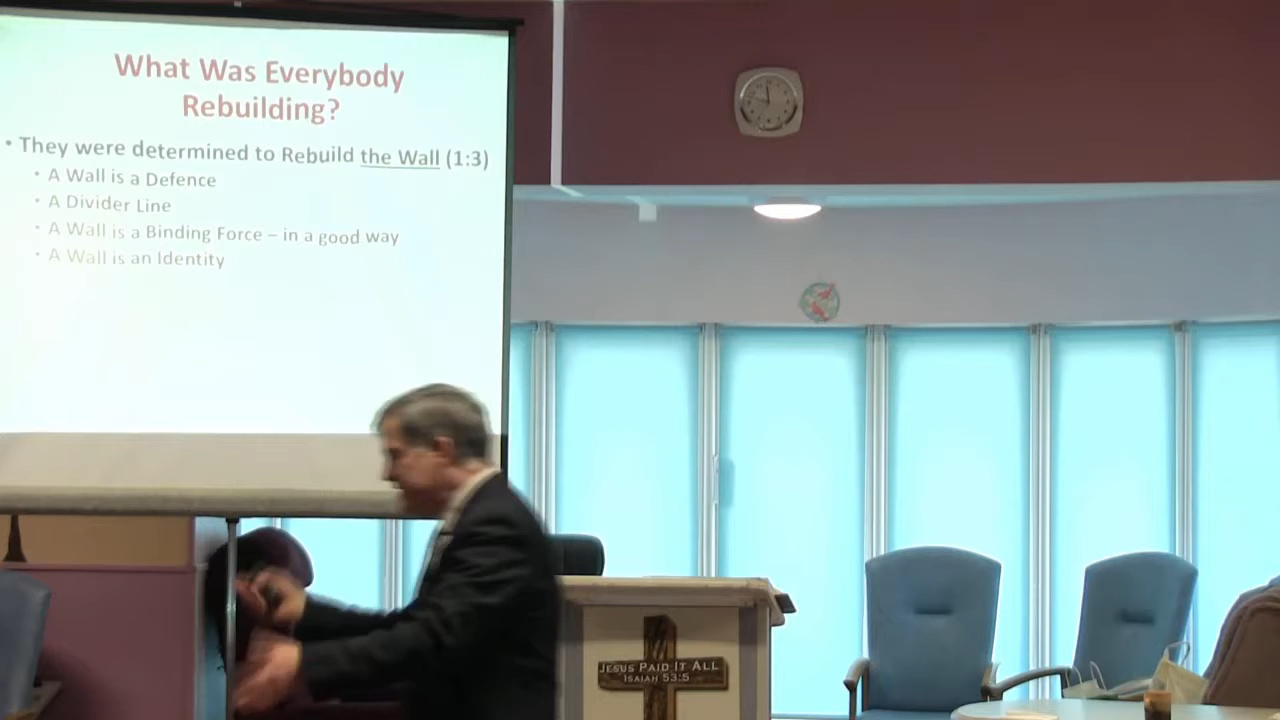 What Was Everybody
Rebuilding?
• They were determined to Rebuild the Wall (1:3)
• A Wall is a Defence
• A Divider Line
• A Wall is a Binding Force – in a good way
• A Wall is an Identity
JESUS PAID IT ALL
ISAIAH 53:5